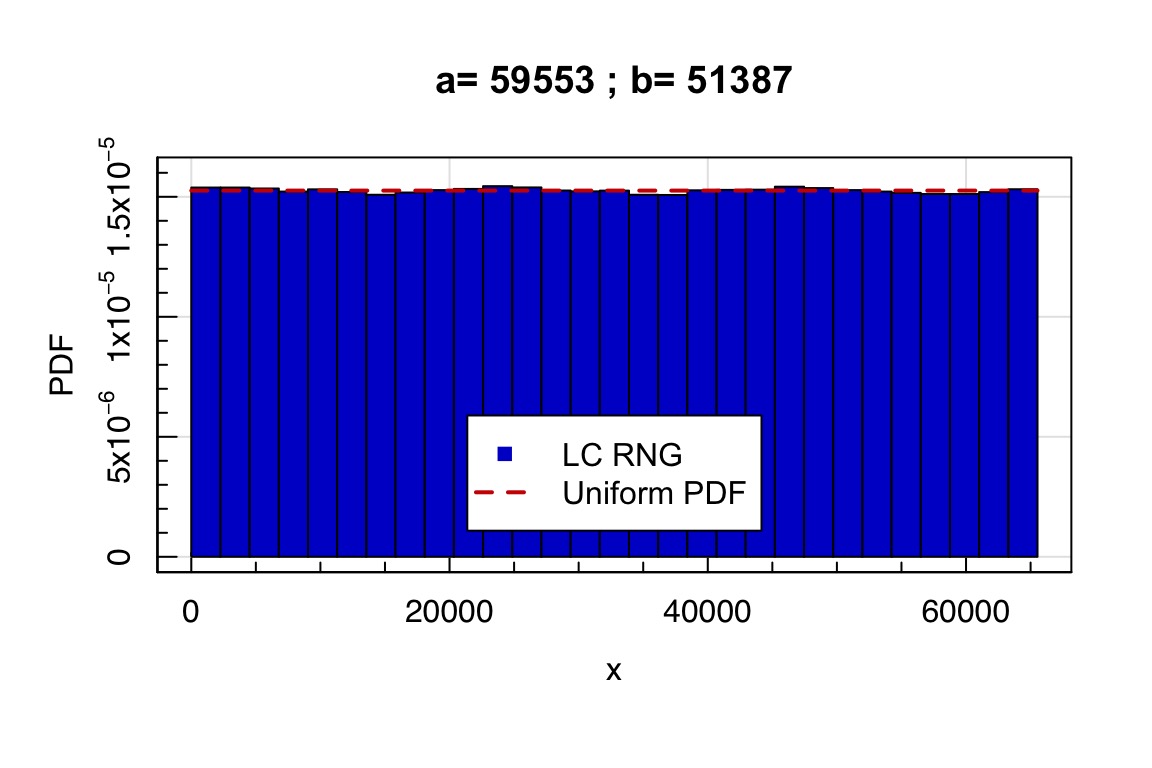 a= 59553 ; b= 51387
PDF
1.5x10⁻⁵
1x10⁻⁵
5x10⁻⁶
0
LC RNG
Uniform PDF
0 20000 40000 60000
x